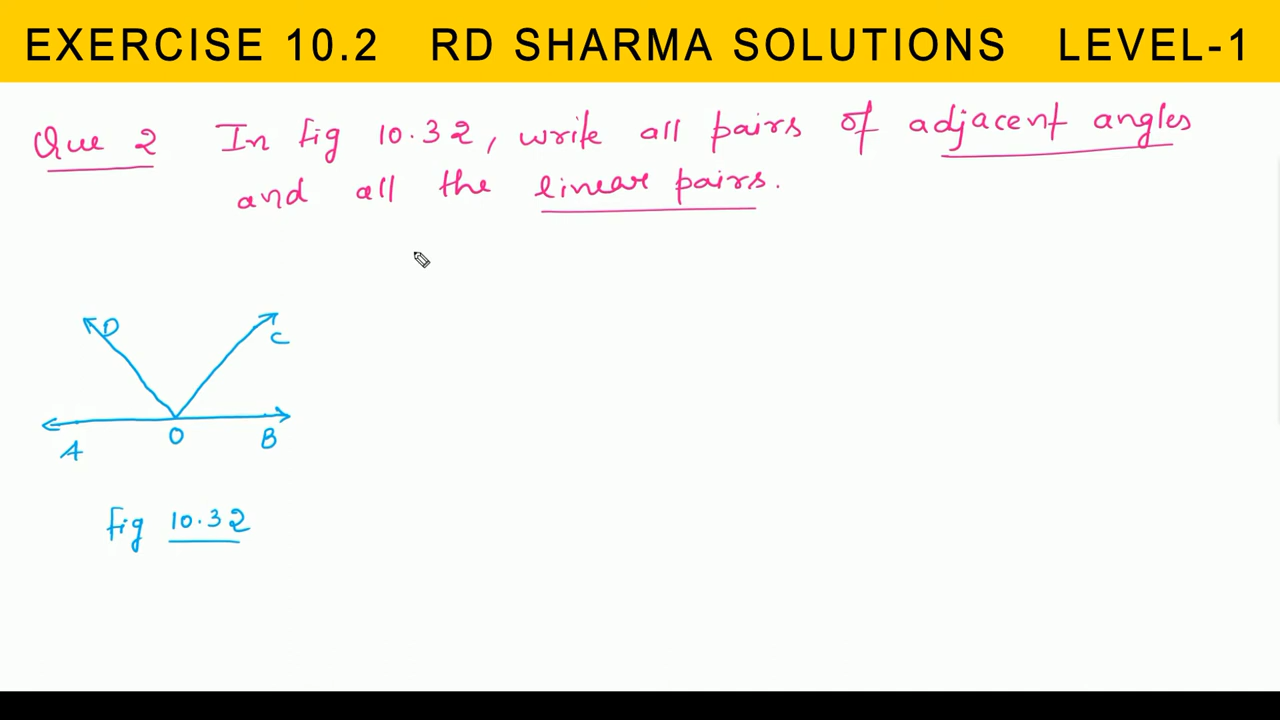 EXERCISE 10.2 RD SHARMA SOLUTIONS LEVEL-1
Que 2 In fig 10.32, write all pairs of adjacent angles
and all the linear pairs.
D
C
A O B
fig 10.32